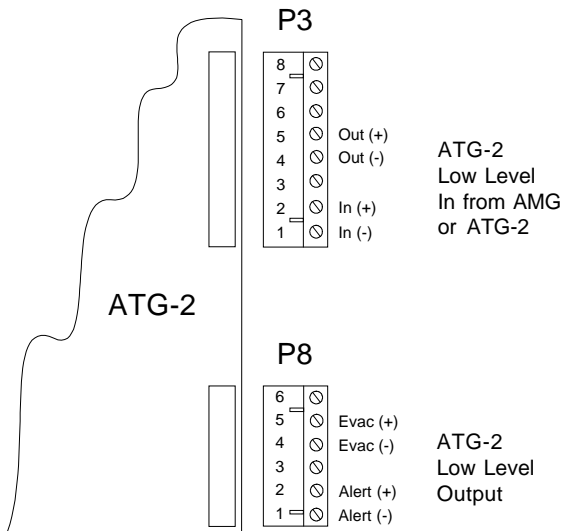 P3
8
7
6
5 Out (+)
4 Out (-)
3
2 In (+)
1 In (-)
ATG-2
Low Level
In from AMG
or ATG-2
ATG-2
P8
6
5 Evac (+)
4 Evac (-)
3
2 Alert (+)
1 Alert (-)
ATG-2
Low Level
Output